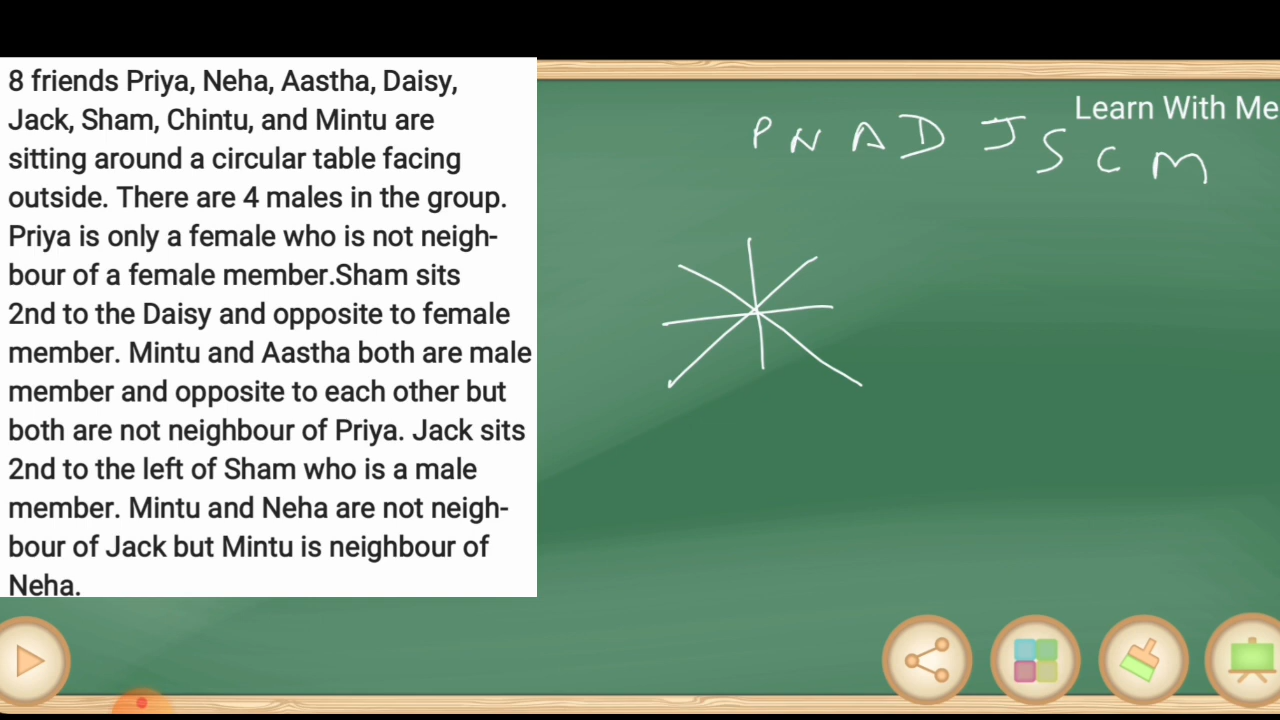 8 friends Priya, Neha, Aastha, Daisy,
Jack, Sham, Chintu, and Mintu are
sitting around a circular table facing
outside. There are 4 males in the group.
Priya is only a female who is not neigh-
bour of a female member.Sham sits
2nd to the Daisy and opposite to female
member. Mintu and Aastha both are male
member and opposite to each other but
both are not neighbour of Priya. Jack sits
2nd to the left of Sham who is a male
member. Mintu and Neha are not neigh-
bour of Jack but Mintu is neighbour of
Neha.
Learn With Me
P N A D J S C M